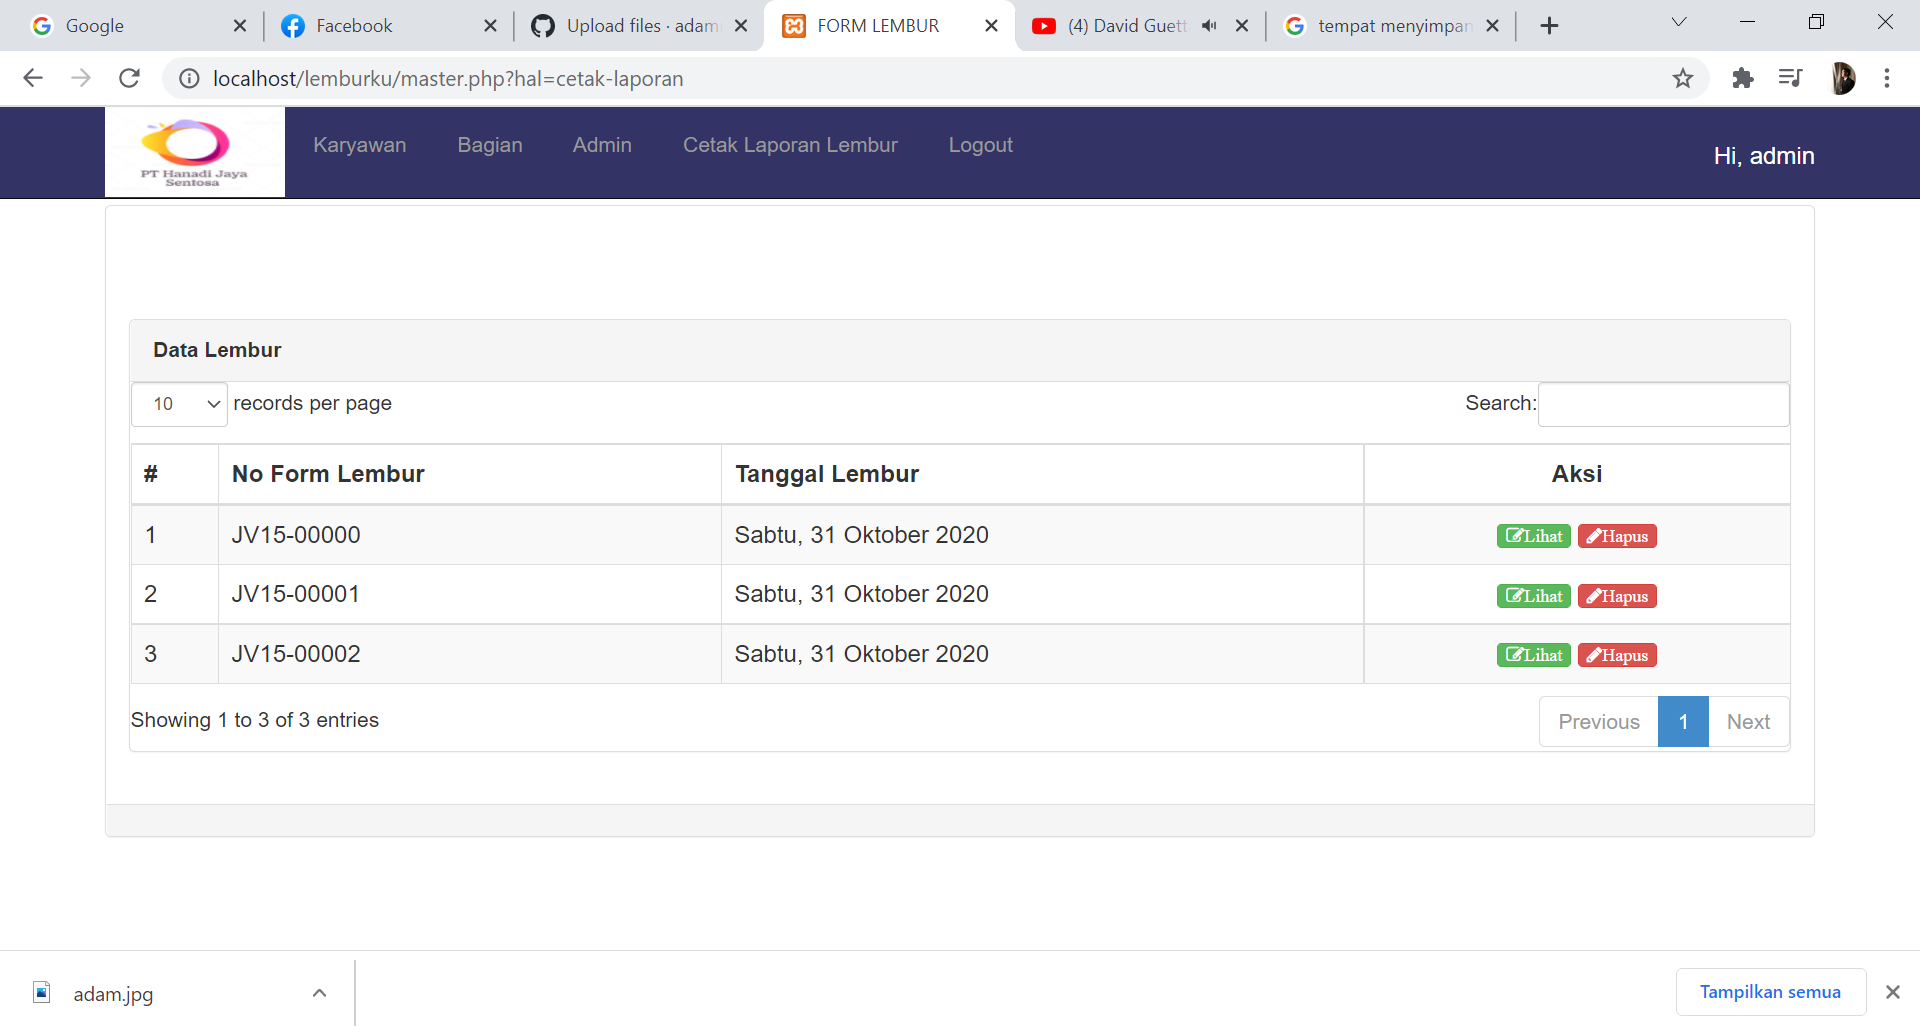 Google
Facebook
Upload files · adam
FORM LEMBUR
(4) David Guett
tempat menyimpan
localhost/lemburku/master.php?hal=cetak-laporan
PT Hanadi Jaya
Sentosa
Karyawan
Bagian
Admin
Cetak Laporan Lembur
Logout
Hi, admin
Data Lembur
10 records per page
Search:
# No Form Lembur Tanggal Lembur Aksi
1 JV15-00000 Sabtu, 31 Oktober 2020 Lihat Hapus
2 JV15-00001 Sabtu, 31 Oktober 2020 Lihat Hapus
3 JV15-00002 Sabtu, 31 Oktober 2020 Lihat Hapus
Showing 1 to 3 of 3 entries
Previous 1 Next
adam.jpg
Tampilkan semua